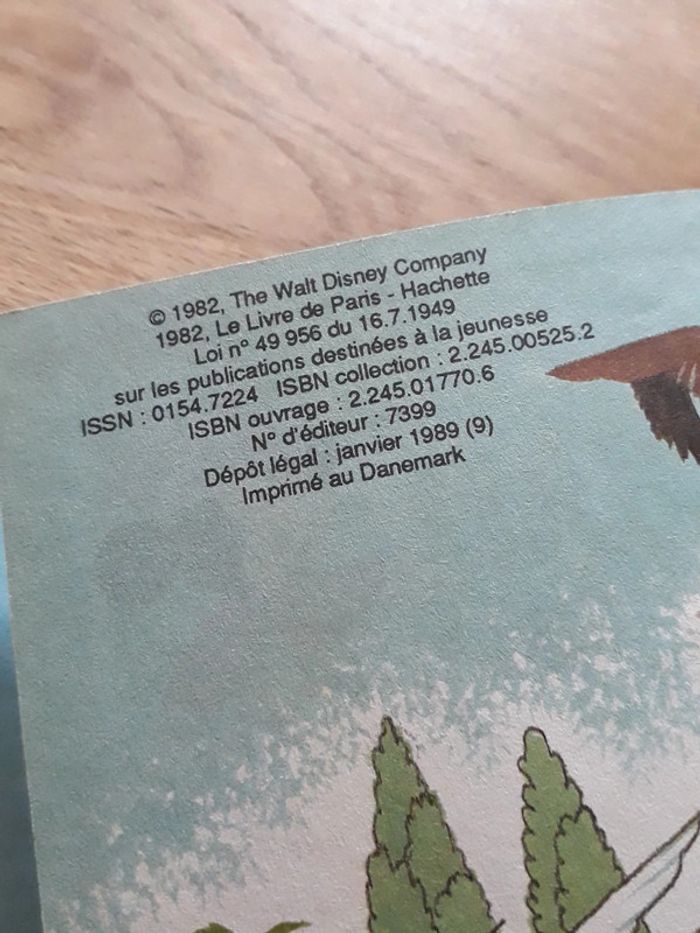 © 1982, The Walt Disney Company
1982, Le Livre de Paris - Hachette
Loi n° 49 956 du 16.7.1949
sur les publications destinées à la jeunesse
ISSN : 0154.7224 ISBN collection : 2.245.00525.2
ISBN ouvrage : 2.245.01770.6
N° d'éditeur : 7399
Dépôt légal : janvier 1989 (9)
Imprimé au Danemark